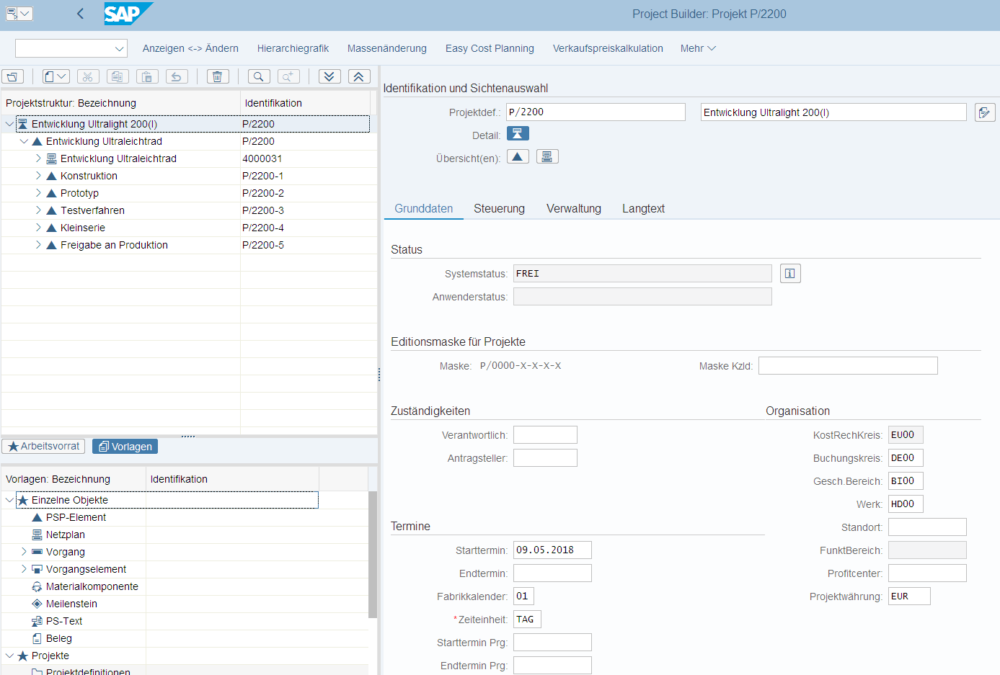 SAP
Project Builder: Projekt P/2200
Anzeigen <-> Ändern Hierarchiegrafik Massenänderung Easy Cost Planning Verkaufspreiskalkulation Mehr
Projektstruktur: Bezeichnung Identifikation
Entwicklung Ultralight 200(I) P/2200
Entwicklung Ultraleichtrad P/2200
Entwicklung Ultraleichtrad 4000031
Konstruktion P/2200-1
Prototyp P/2200-2
Testverfahren P/2200-3
Kleinserie P/2200-4
Freigabe an Produktion P/2200-5
Arbeitsvorrat Vorlagen
Vorlagen: Bezeichnung Identifikation
Einzelne Objekte
PSP-Element
Netzplan
Vorgang
Vorgangselement
Materialkomponente
Meilenstein
PS-Text
Beleg
Projekte
Projektdefinitionen
Identifikation und Sichtenauswahl
Projektdef.: P/2200 Entwicklung Ultralight 200(I)
Detail:
Übersicht(en):
Grunddaten Steuerung Verwaltung Langtext
Status
Systemstatus: FREI
Anwenderstatus:
Editionsmaske für Projekte
Maske: P/0000-X-X-X-X Maske KzId:
Zuständigkeiten
Verantwortlich:
Antragsteller:
Organisation
KostRechKreis: EU00
Buchungskreis: DE00
Gesch.Bereich: BI00
Werk: HD00
Standort:
FunktBereich:
Profitcenter:
Projektwährung: EUR
Termine
Starttermin: 09.05.2018
Endtermin:
Fabrikkalender: 01
*Zeiteinheit: TAG
Starttermin Prg:
Endtermin Prg: